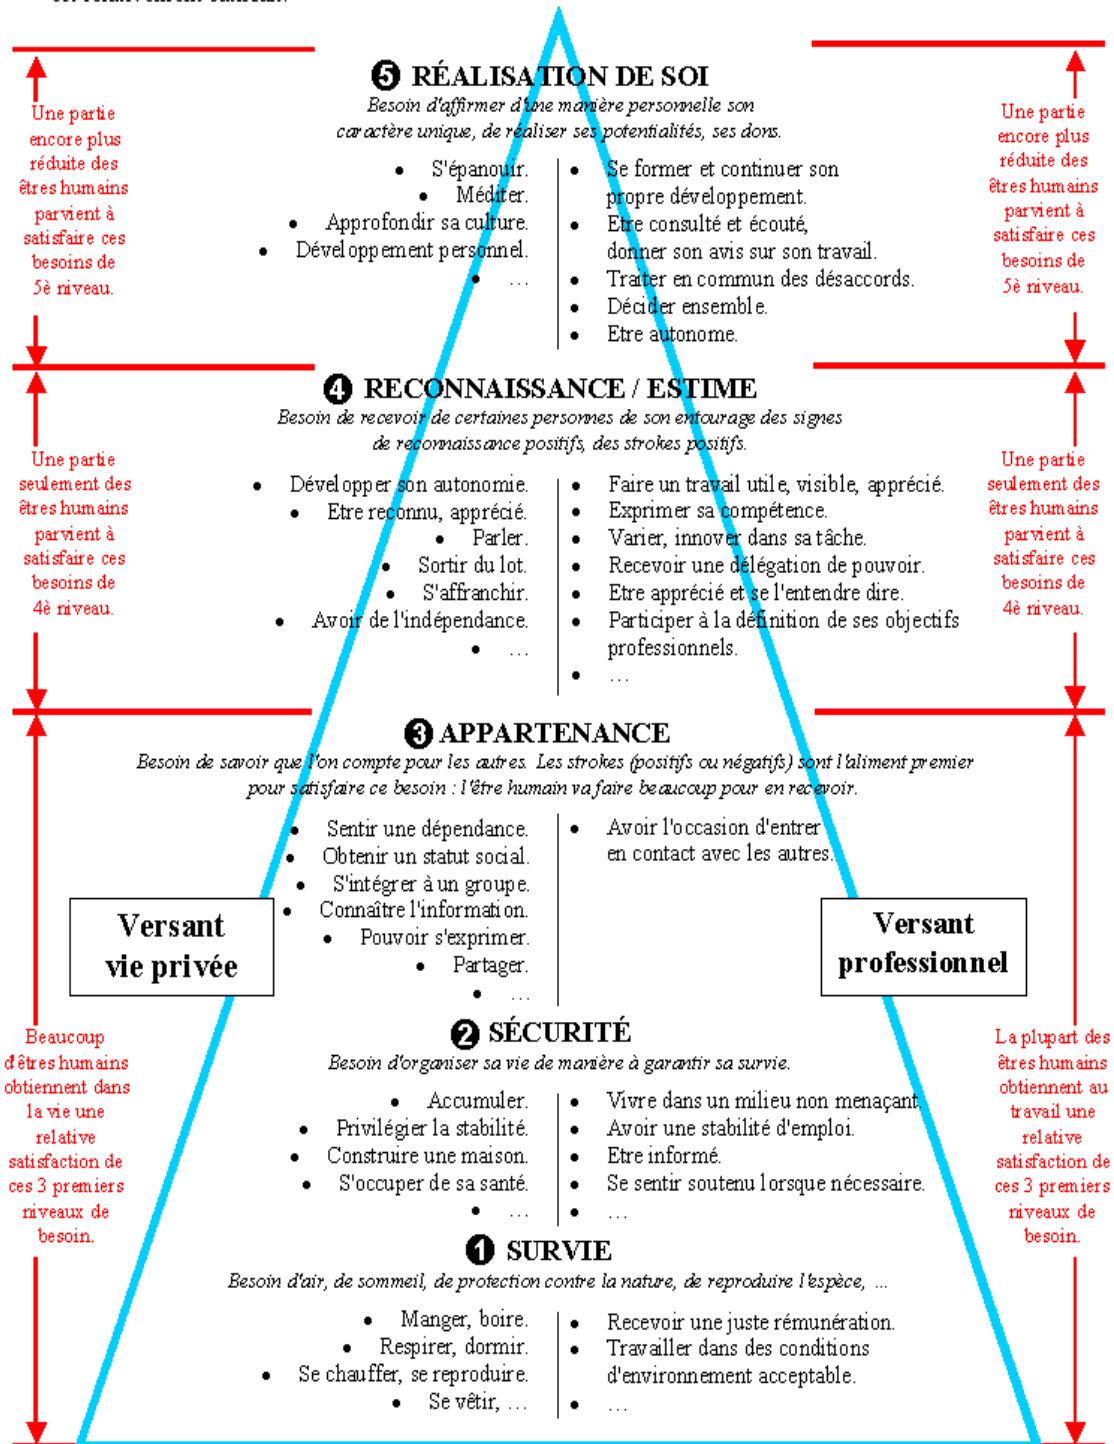 ❺ RÉALISATION DE SOI
Besoin d'affirmer d'une manière personnelle son
caractère unique, de réaliser ses potentialités, ses dons.
Une partie
encore plus
réduite des
êtres humains
parvient à
satisfaire ces
besoins de
5è niveau.
• S'épanouir.
• Méditer.
• Approfondir sa culture.
• Développement personnel.
• …
• Se former et continuer son
propre développement.
• Etre consulté et écouté,
donner son avis sur son travail.
• Traiter en commun des désaccords.
• Décider ensemble.
• Etre autonome.
Une partie
encore plus
réduite des
êtres humains
parvient à
satisfaire ces
besoins de
5è niveau.
❹ RECONNAISSANCE / ESTIME
Besoin de recevoir de certaines personnes de son entourage des signes
de reconnaissance positifs, des strokes positifs.
Une partie
seulement des
êtres humains
parvient à
satisfaire ces
besoins de
4è niveau.
• Développer son autonomie.
• Etre reconnu, apprécié.
• Parler.
• Sortir du lot.
• S'affranchir.
• Avoir de l'indépendance.
• …
• Faire un travail utile, visible, apprécié.
• Exprimer sa compétence.
• Varier, innover dans sa tâche.
• Recevoir une délégation de pouvoir.
• Etre apprécié et se l'entendre dire.
• Participer à la définition de ses objectifs
professionnels.
• …
Une partie
seulement des
êtres humains
parvient à
satisfaire ces
besoins de
4è niveau.
❸ APPARTENANCE
Besoin de savoir que l'on compte pour les autres. Les strokes (positifs ou négatifs) sont l'aliment premier
pour satisfaire ce besoin : l'être humain va faire beaucoup pour en recevoir.
• Sentir une dépendance.
• Obtenir un statut social.
• S'intégrer à un groupe.
• Connaître l'information.
• Pouvoir s'exprimer.
• Partager.
• …
• Avoir l'occasion d'entrer
en contact avec les autres.
Versant
vie privée
Versant
professionnel
❷ SÉCURITÉ
Besoin d'organiser sa vie de manière à garantir sa survie.
Beaucoup
d'êtres humains
obtiennent dans
la vie une
relative
satisfaction de
ces 3 premiers
niveaux de
besoin.
• Accumuler.
• Privilégier la stabilité.
• Construire une maison.
• S'occuper de sa santé.
• …
• Vivre dans un milieu non menaçant.
• Avoir une stabilité d'emploi.
• Etre informé.
• Se sentir soutenu lorsque nécessaire.
• …
La plupart des
êtres humains
obtiennent au
travail une
relative
satisfaction de
ces 3 premiers
niveaux de
besoin.
❶ SURVIE
Besoin d'air, de sommeil, de protection contre la nature, de reproduire l'espèce, …
• Manger, boire.
• Respirer, dormir.
• Se chauffer, se reproduire.
• Se vêtir, …
• Recevoir une juste rémunération.
• Travailler dans des conditions
d'environnement acceptable.
• …